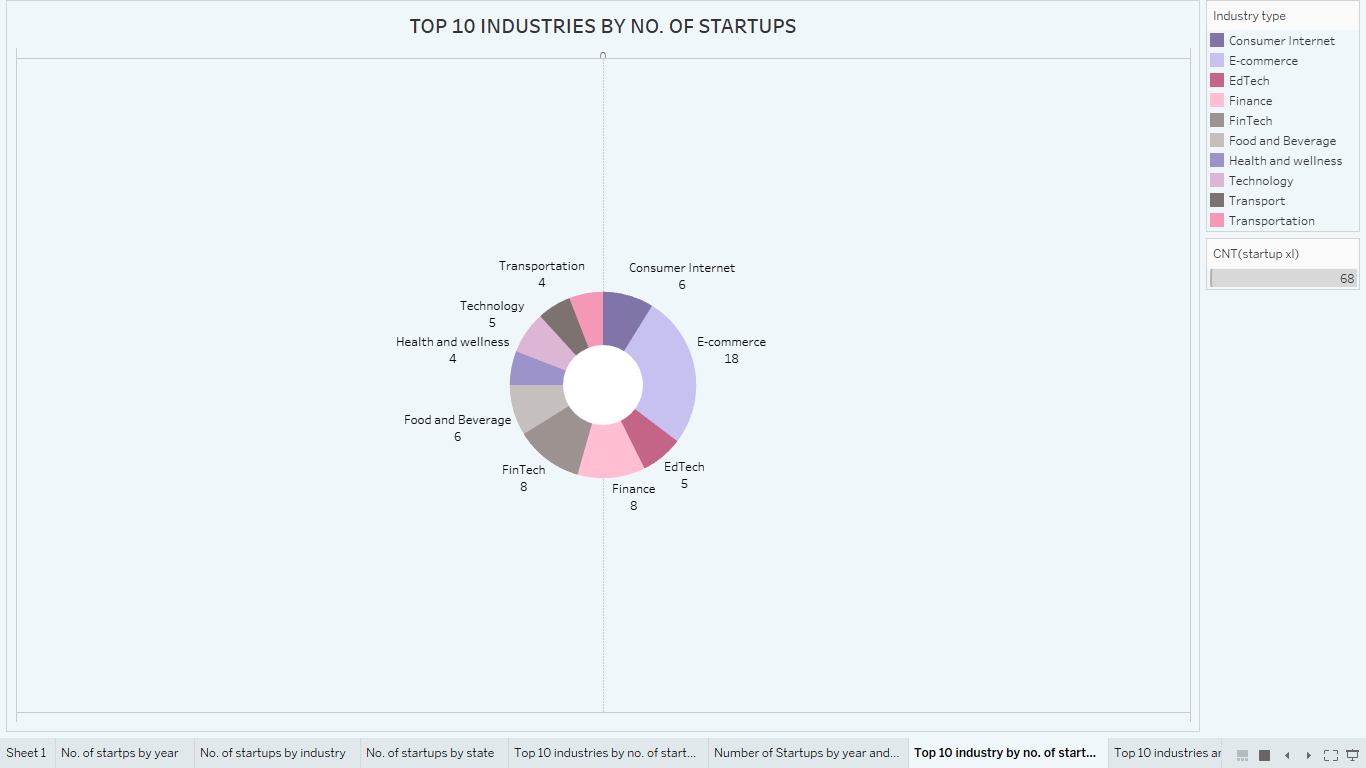 TOP 10 INDUSTRIES BY NO. OF STARTUPS
0
Transportation
4
Consumer Internet
6
Technology
5
Health and wellness
4
E-commerce
18
Food and Beverage
6
FinTech
8
EdTech
5
Finance
8
Industry type
Consumer Internet
E-commerce
EdTech
Finance
FinTech
Food and Beverage
Health and wellness
Technology
Transport
Transportation
CNT(startup xl)
68
Sheet 1 No. of startps by year No. of startups by industry No. of startups by state Top 10 industries by no. of start... Number of Startups by year and... Top 10 industry by no. of start... Top 10 industries